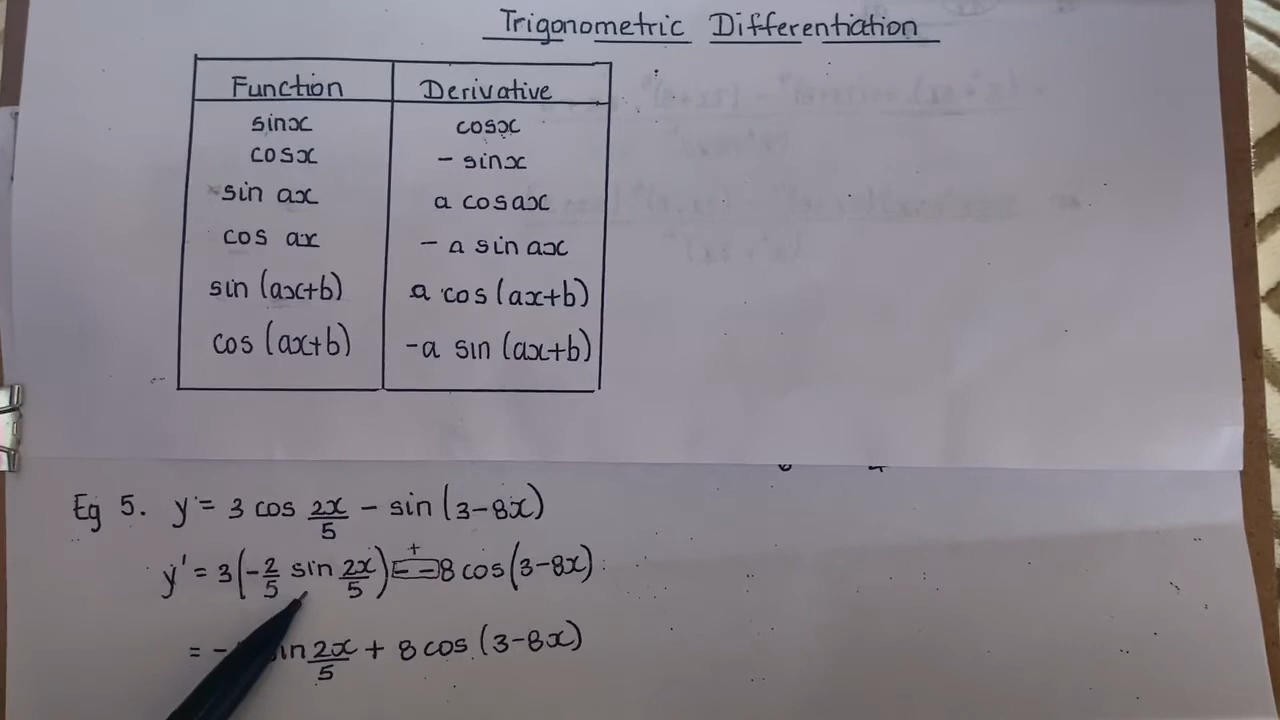 Trigonometric Differentiation
Function Derivative
sinx cosx
cosx - sinx
sin ax a cosax
cos ax - a sin ax
sin (ax+b) a cos (ax+b)
cos (ax+b) -a sin (ax+b)
Eg 5. y = 3 cos 2x/5 - sin (3-8x)
y' = 3(-2/5 sin 2x/5) - -8 cos(3-8x)
+
= - in 2x/5 + 8 cos (3-8x)